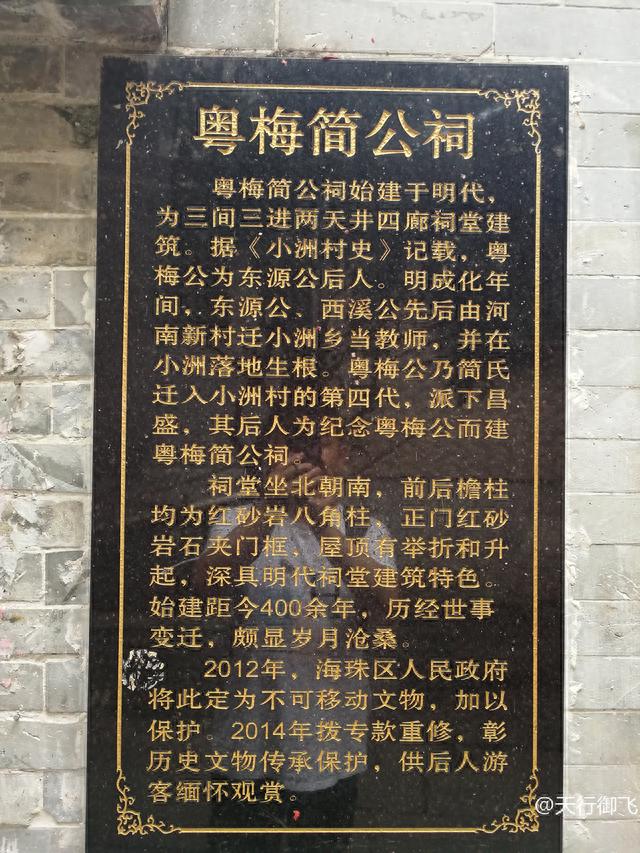 粤梅简公祠
粤梅简公祠始建于明代，
为三间三进两天井四廊祠堂建
筑。据《小洲村史》记载，粤
梅公为东源公后人。明成化年
间，东源公、西溪公先后由河
南新村迁小洲乡当教师，并在
小洲落地生根。粤梅公乃简氏
迁入小洲村的第四代，派下昌
盛，其后人为纪念粤梅公而建
粤梅简公祠。
祠堂坐北朝南，前后檐柱
均为红砂岩八角柱，正门红砂
岩石夹门框，屋顶有举折和升
起，深具明代祠堂建筑特色。
始建距今400余年，历经世事
变迁，颇显岁月沧桑。
2012年，海珠区人民政府
将此定为不可移动文物，加以
保护。2014年拨专款重修，彰
历史文物传承保护，供后人游
客缅怀观赏。
@天行御飞